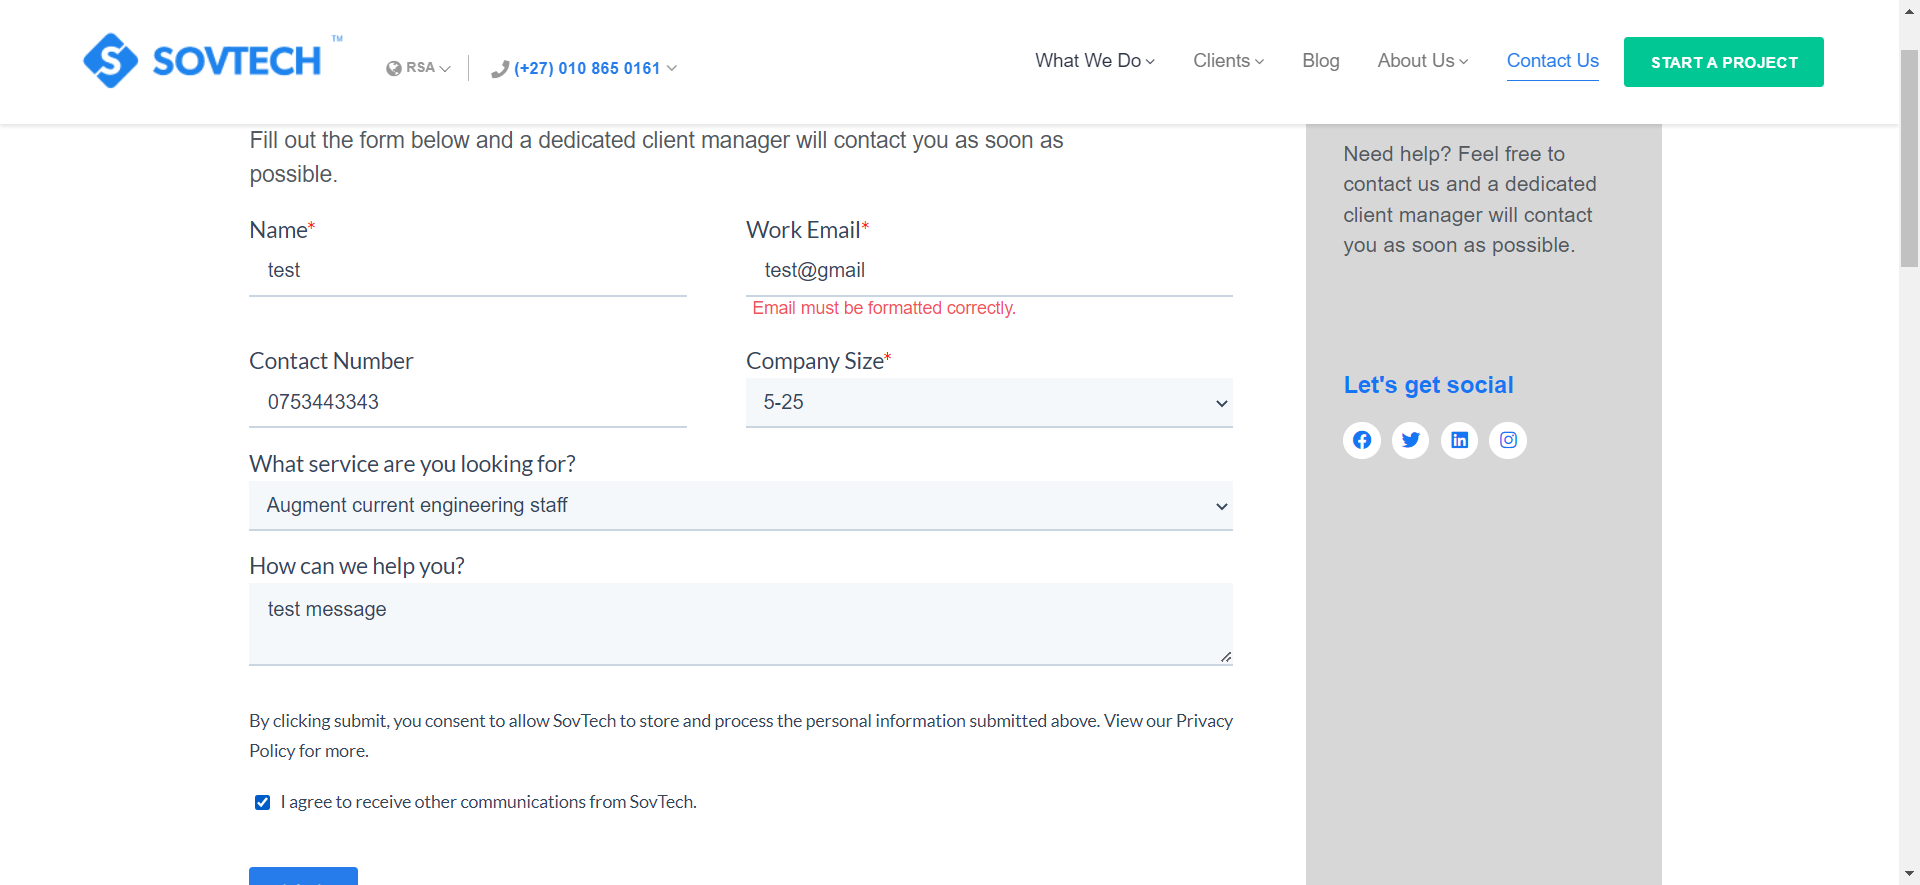 SOVTECH ™
RSA
(+27) 010 865 0161
What We Do
Clients
Blog
About Us
Contact Us
START A PROJECT
Fill out the form below and a dedicated client manager will contact you as soon as
possible.
Name*
test
Work Email*
test@gmail
Email must be formatted correctly.
Contact Number
0753443343
Company Size*
5-25
What service are you looking for?
Augment current engineering staff
How can we help you?
test message
By clicking submit, you consent to allow SovTech to store and process the personal information submitted above. View our Privacy
Policy for more.
I agree to receive other communications from SovTech.
Need help? Feel free to
contact us and a dedicated
client manager will contact
you as soon as possible.
Let's get social